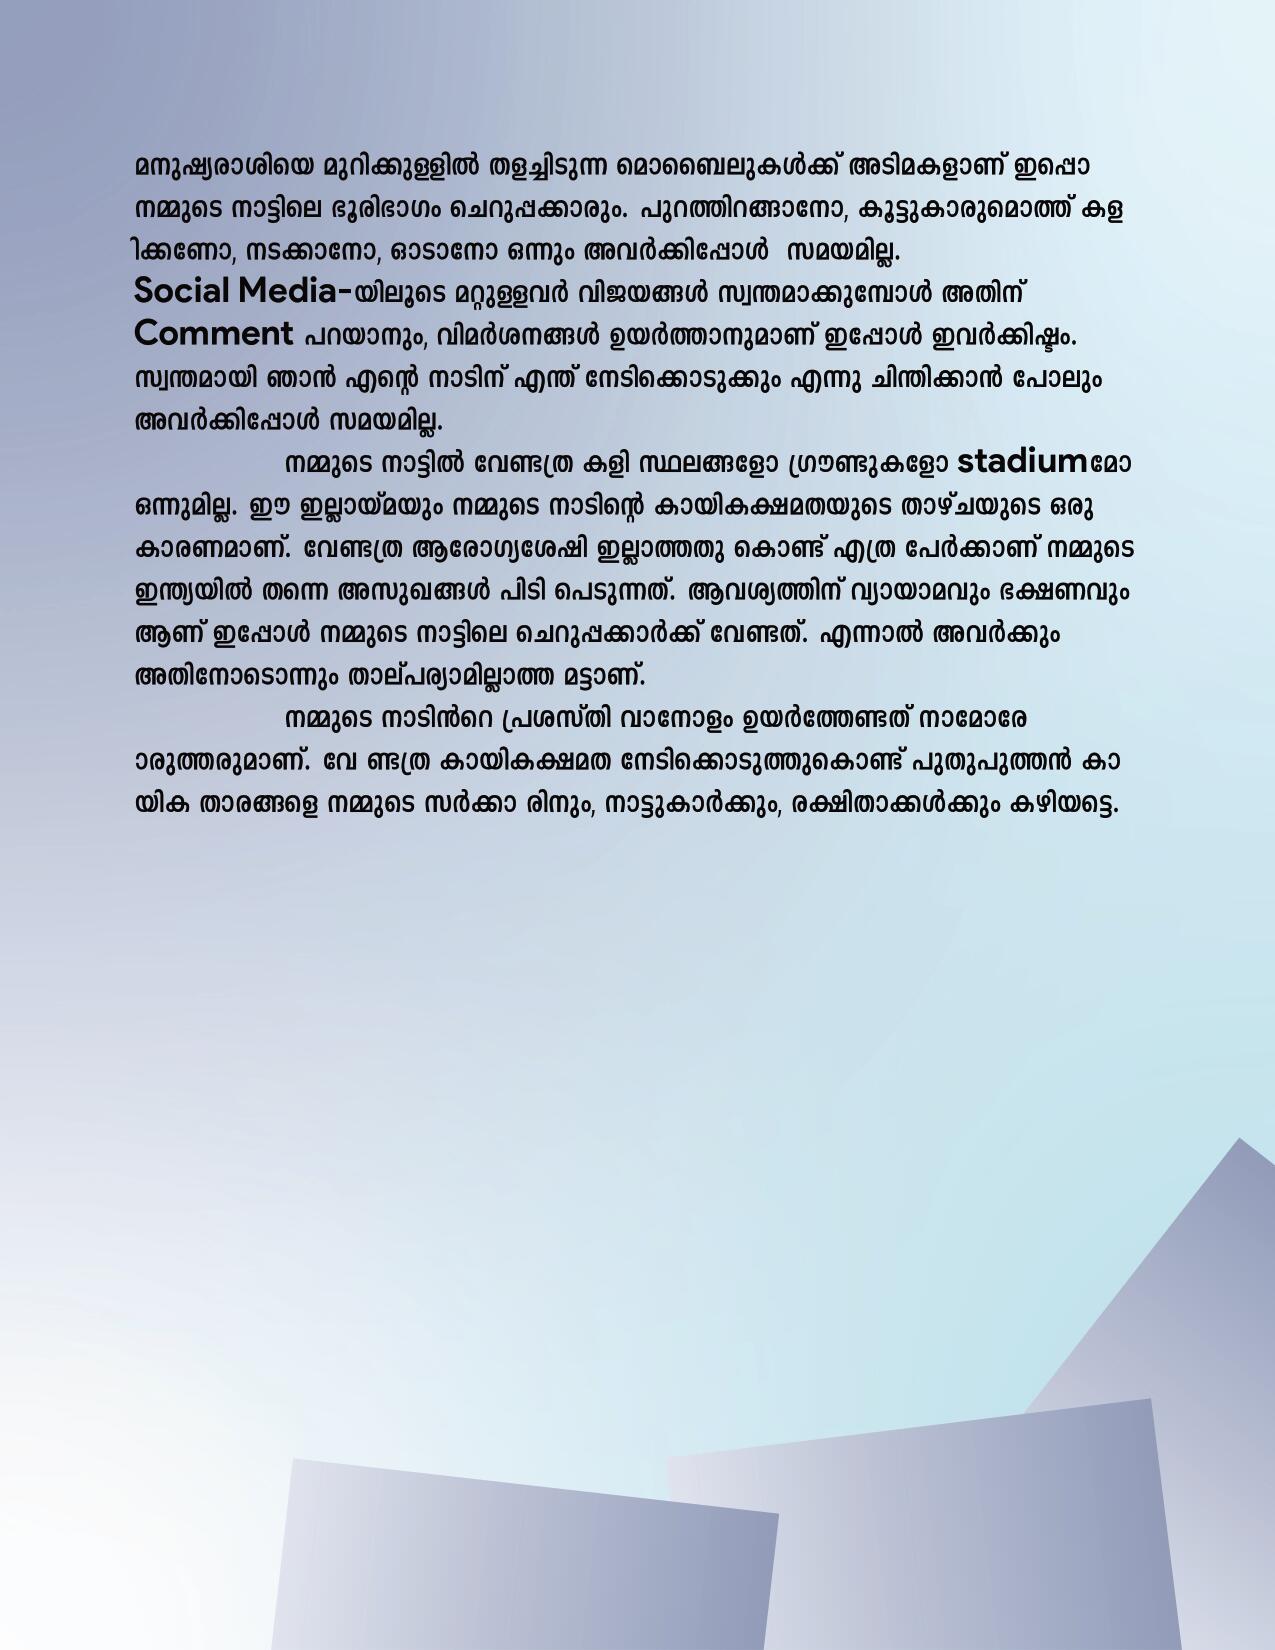 മനുഷ്യരാശിയെ മുറിക്കുള്ളിൽ തളച്ചിടുന്ന മൊബൈലുകൾക്ക് അടിമകളാണ് ഇപ്പൊ
നമ്മുടെ നാട്ടിലെ ഭൂരിഭാഗം ചെറുപ്പക്കാരും. പുറത്തിറങ്ങാനോ, കൂട്ടുകാരുമൊത്ത് കള
ിക്കണോ, നടക്കാനോ, ഓടാനോ ഒന്നും അവർക്കിപ്പോൾ സമയമില്ല.
Social Media-യിലൂടെ മറ്റുള്ളവർ വിജയങ്ങൾ സ്വന്തമാക്കുമ്പോൾ അതിന്
Comment പറയാനും, വിമർശനങ്ങൾ ഉയർത്താനുമാണ് ഇപ്പോൾ ഇവർക്കിഷ്ടം.
സ്വന്തമായി ഞാൻ എന്റെ നാടിന് എന്ത് നേടിക്കൊടുക്കും എന്നു ചിന്തിക്കാൻ പോലും
അവർക്കിപ്പോൾ സമയമില്ല.
നമ്മുടെ നാട്ടിൽ വേണ്ടത്ര കളി സ്ഥലങ്ങളോ ഗ്രൗണ്ടുകളോ stadiumമോ
ഒന്നുമില്ല. ഈ ഇല്ലായ്മയും നമ്മുടെ നാടിന്റെ കായികക്ഷമതയുടെ താഴ്ചയുടെ ഒരു
കാരണമാണ്. വേണ്ടത്ര ആരോഗ്യശേഷി ഇല്ലാത്തതു കൊണ്ട് എത്ര പേർക്കാണ് നമ്മുടെ
ഇന്ത്യയിൽ തന്നെ അസുഖങ്ങൾ പിടി പെടുന്നത്. ആവശ്യത്തിന് വ്യായാമവും ഭക്ഷണവും
ആണ് ഇപ്പോൾ നമ്മുടെ നാട്ടിലെ ചെറുപ്പക്കാർക്ക് വേണ്ടത്. എന്നാൽ അവർക്കും
അതിനോടൊന്നും താല്പര്യാമില്ലാത്ത മട്ടാണ്.
നമ്മുടെ നാടിൻറെ പ്രശസ്തി വാനോളം ഉയർത്തേണ്ടത് നാമോരേ
ാരുത്തരുമാണ്. വേ ണ്ടത്ര കായികക്ഷമത നേടിക്കൊടുത്തുകൊണ്ട് പുതുപുത്തൻ കാ
യിക താരങ്ങളെ നമ്മുടെ സർക്കാ രിനും, നാട്ടുകാർക്കും, രക്ഷിതാക്കൾക്കും കഴിയട്ടെ.